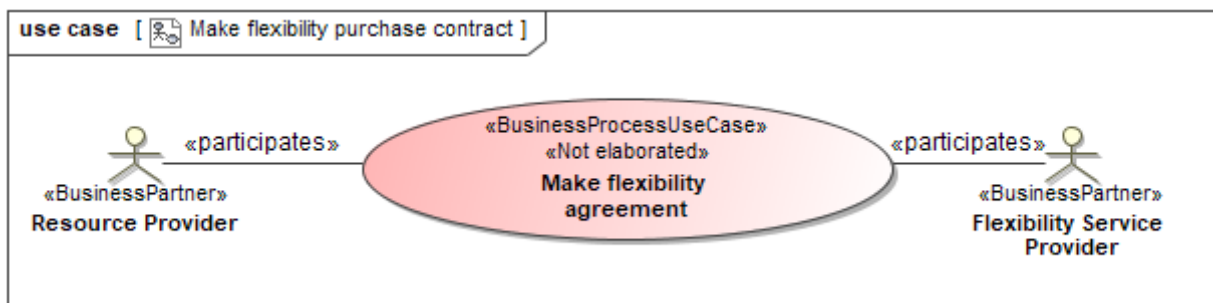 use case [ Make flexibility purchase contract ]
«participates»
«BusinessPartner»
Resource Provider
«BusinessProcessUseCase»
«Not elaborated»
Make flexibility
agreement
«participates»
«BusinessPartner»
Flexibility Service
Provider